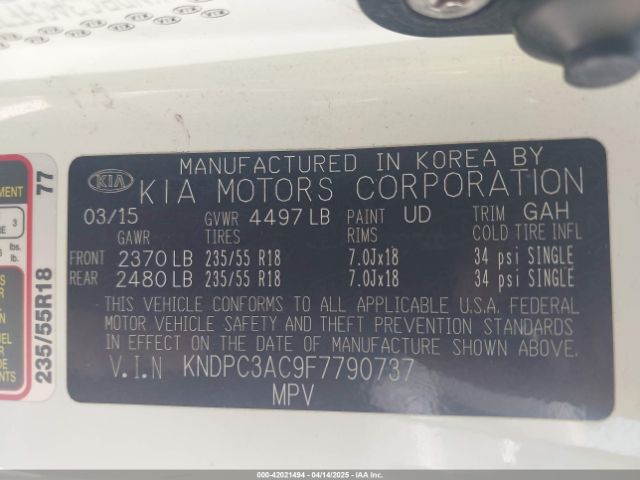 MANUFACTURED IN KOREA BY
KIA KIA MOTORS CORPORATION
03/15 GVWR 4497 LB PAINT UD TRIM GAH
GAWR TIRES RIMS COLD TIRE INFL
FRONT 2370 LB 235/55 R18 7.0Jx18 34 psi SINGLE
REAR 2480 LB 235/55 R18 7.0Jx18 34 psi SINGLE
THIS VEHICLE CONFORMS TO ALL APPLICABLE U.S.A. FEDERAL
MOTOR VEHICLE SAFETY AND THEFT PREVENTION STANDARDS
IN EFFECT ON THE DATE OF MANUFACTURE SHOWN ABOVE.
V.I.N KNDPC3AC9F7790737
MPV
235/55R18 77
3
lbs.
lb.
00-42021494 - 04/14/2025 - IAA Inc.